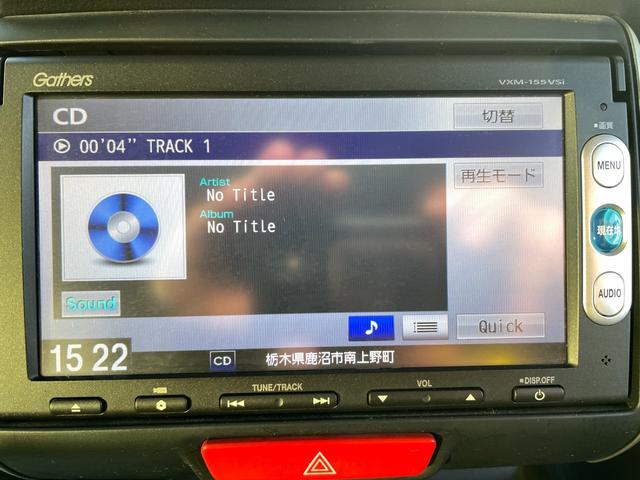 Gathers
VXM-155VSi
CD
切替
00'04" TRACK 1
再生モード
Artist
No Title
Album
No Title
Sound
Quick
15 22
CD
栃木県鹿沼市南上野町
画質
MENU
現在地
AUDIO
TUNE/TRACK
VOL
DISP.OFF